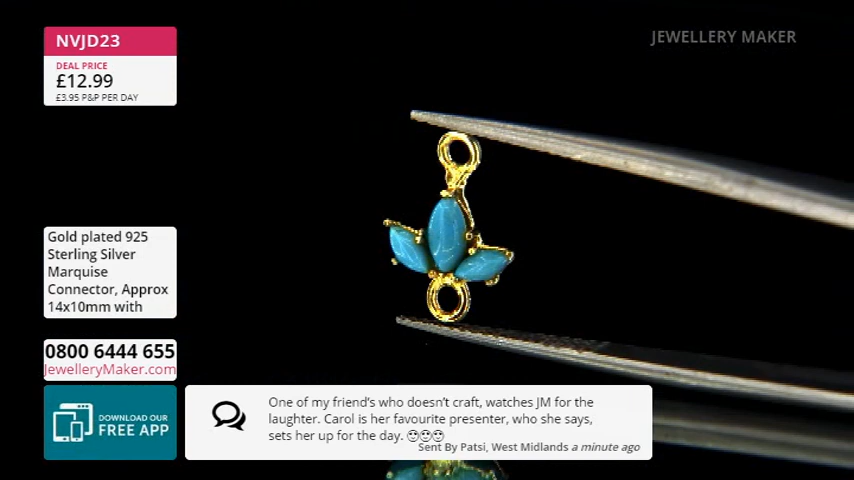 NVJD23
DEAL PRICE
£12.99
£3.95 P&P PER DAY
JEWELLERY MAKER
Gold plated 925
Sterling Silver
Marquise
Connector, Approx
14x10mm with
0800 6444 655
JewelleryMaker.com
DOWNLOAD OUR
FREE APP
One of my friend's who doesn't craft, watches JM for the
laughter. Carol is her favourite presenter, who she says,
sets her up for the day. 🙂🙂🙂
Sent By Patsi, West Midlands a minute ago